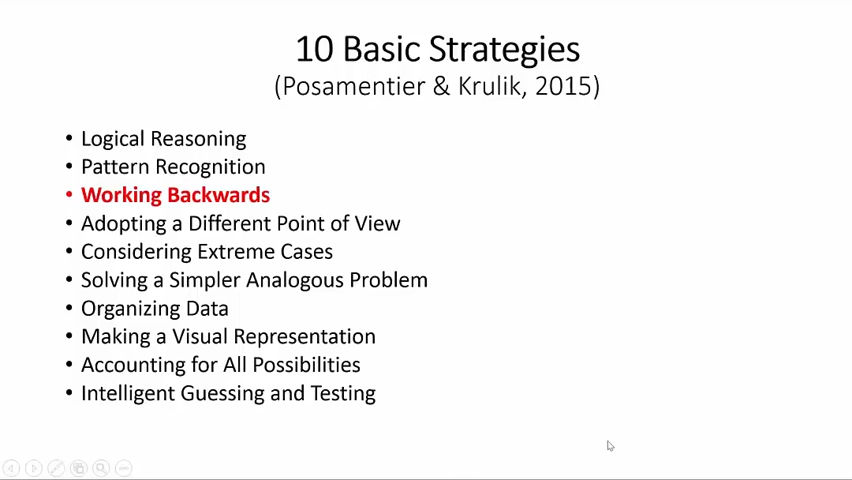 10 Basic Strategies
(Posamentier & Krulik, 2015)
• Logical Reasoning
• Pattern Recognition
• Working Backwards
• Adopting a Different Point of View
• Considering Extreme Cases
• Solving a Simpler Analogous Problem
• Organizing Data
• Making a Visual Representation
• Accounting for All Possibilities
• Intelligent Guessing and Testing